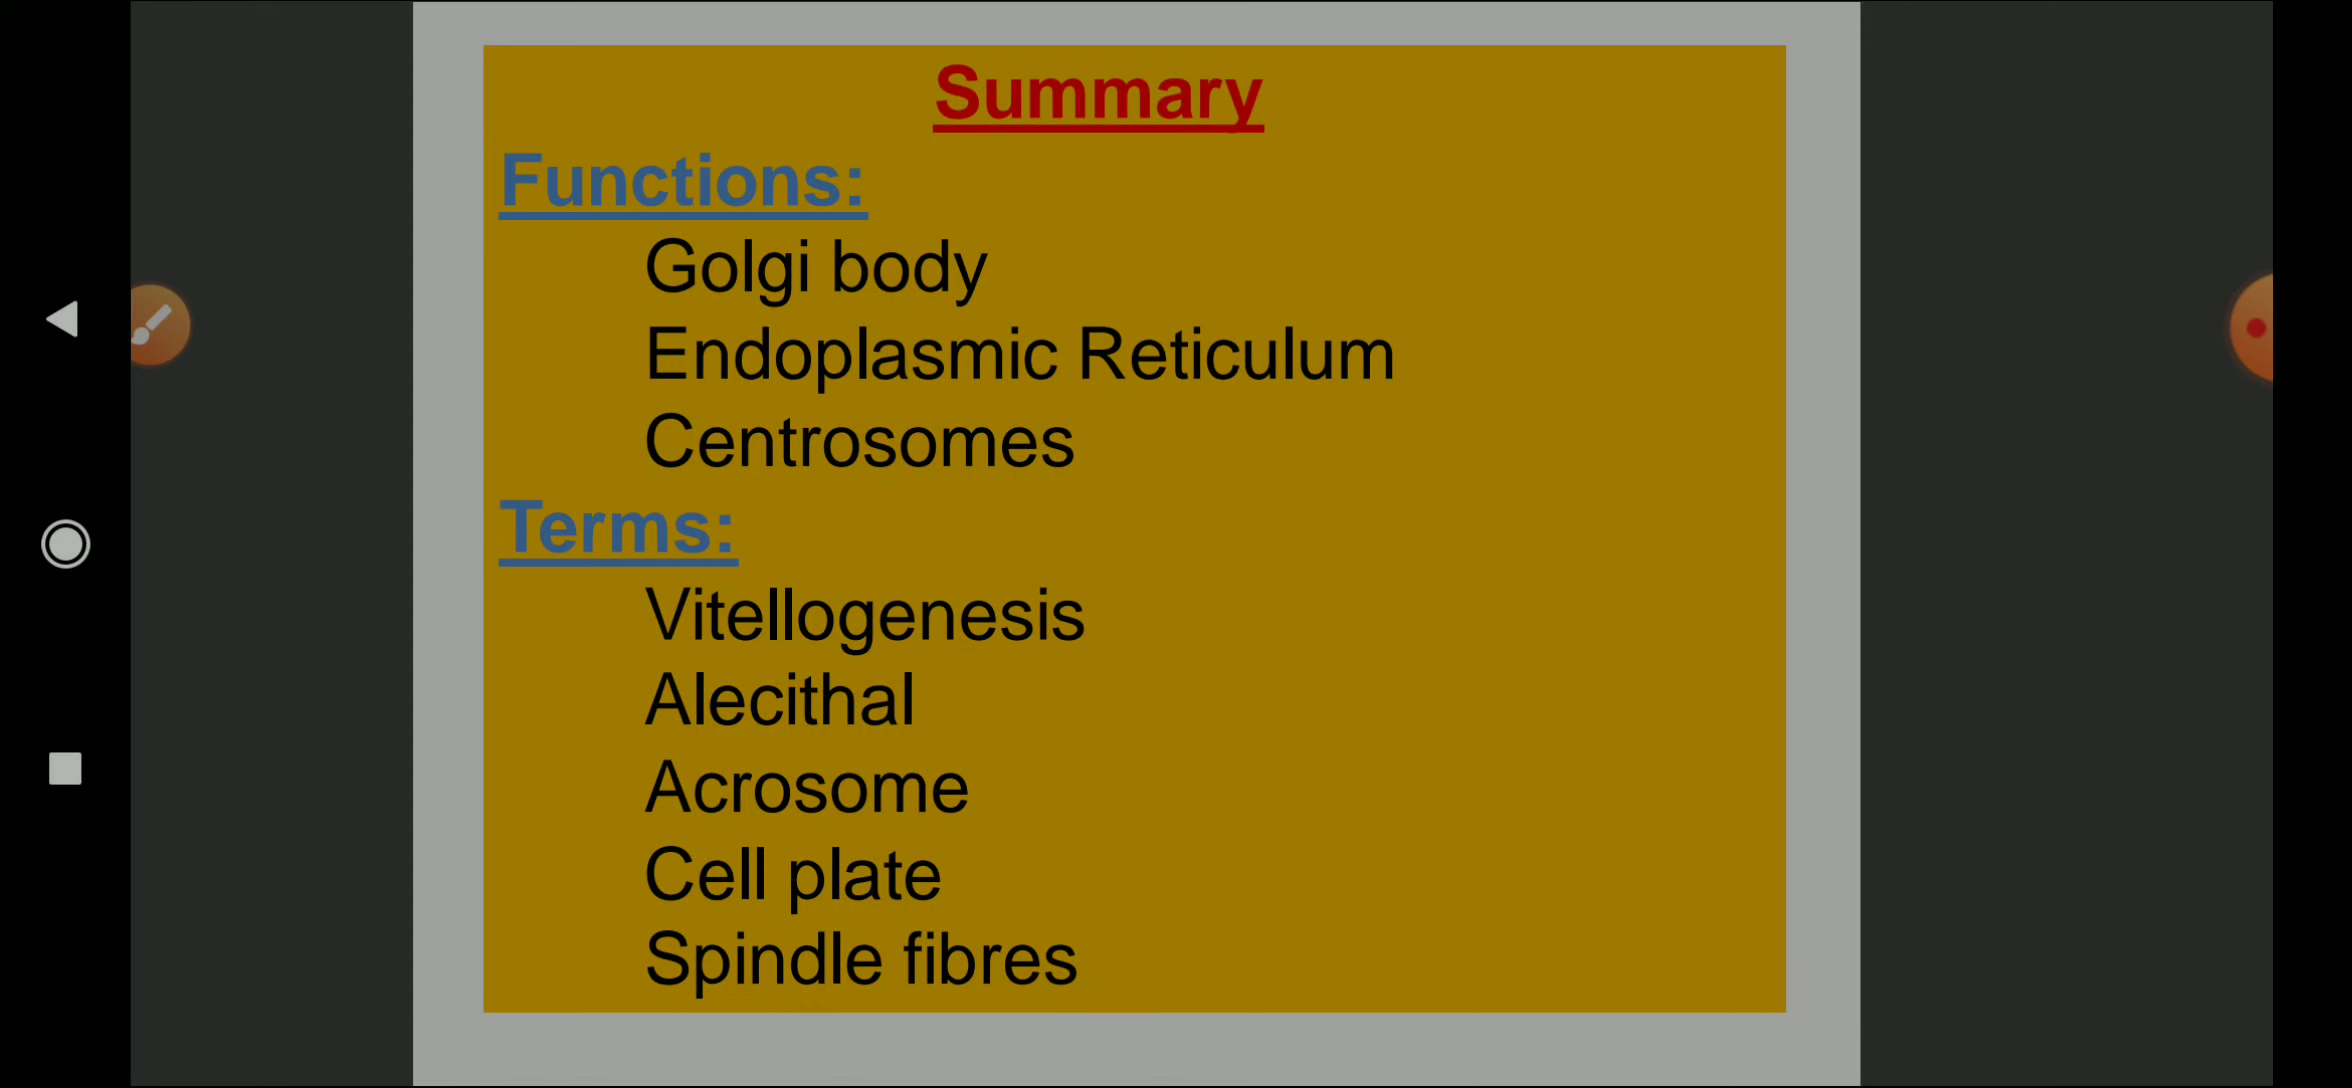 Summary
Functions:
Golgi body
Endoplasmic Reticulum
Centrosomes
Terms:
Vitellogenesis
Alecithal
Acrosome
Cell plate
Spindle fibres